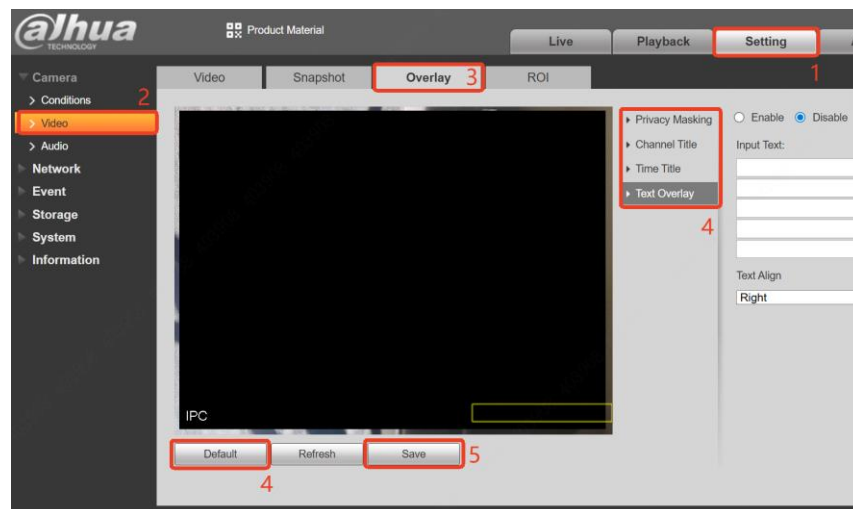 alhua
TECHNOLOGY
Product Material
Live
Playback
Setting
1
Camera
Conditions
2
Video
Audio
Network
Event
Storage
System
Information
Video
Snapshot
Overlay
3
ROI
Privacy Masking
Channel Title
Time Title
Text Overlay
4
Enable
Disable
Input Text:
Text Align
Right
IPC
Default
Refresh
Save
5
4